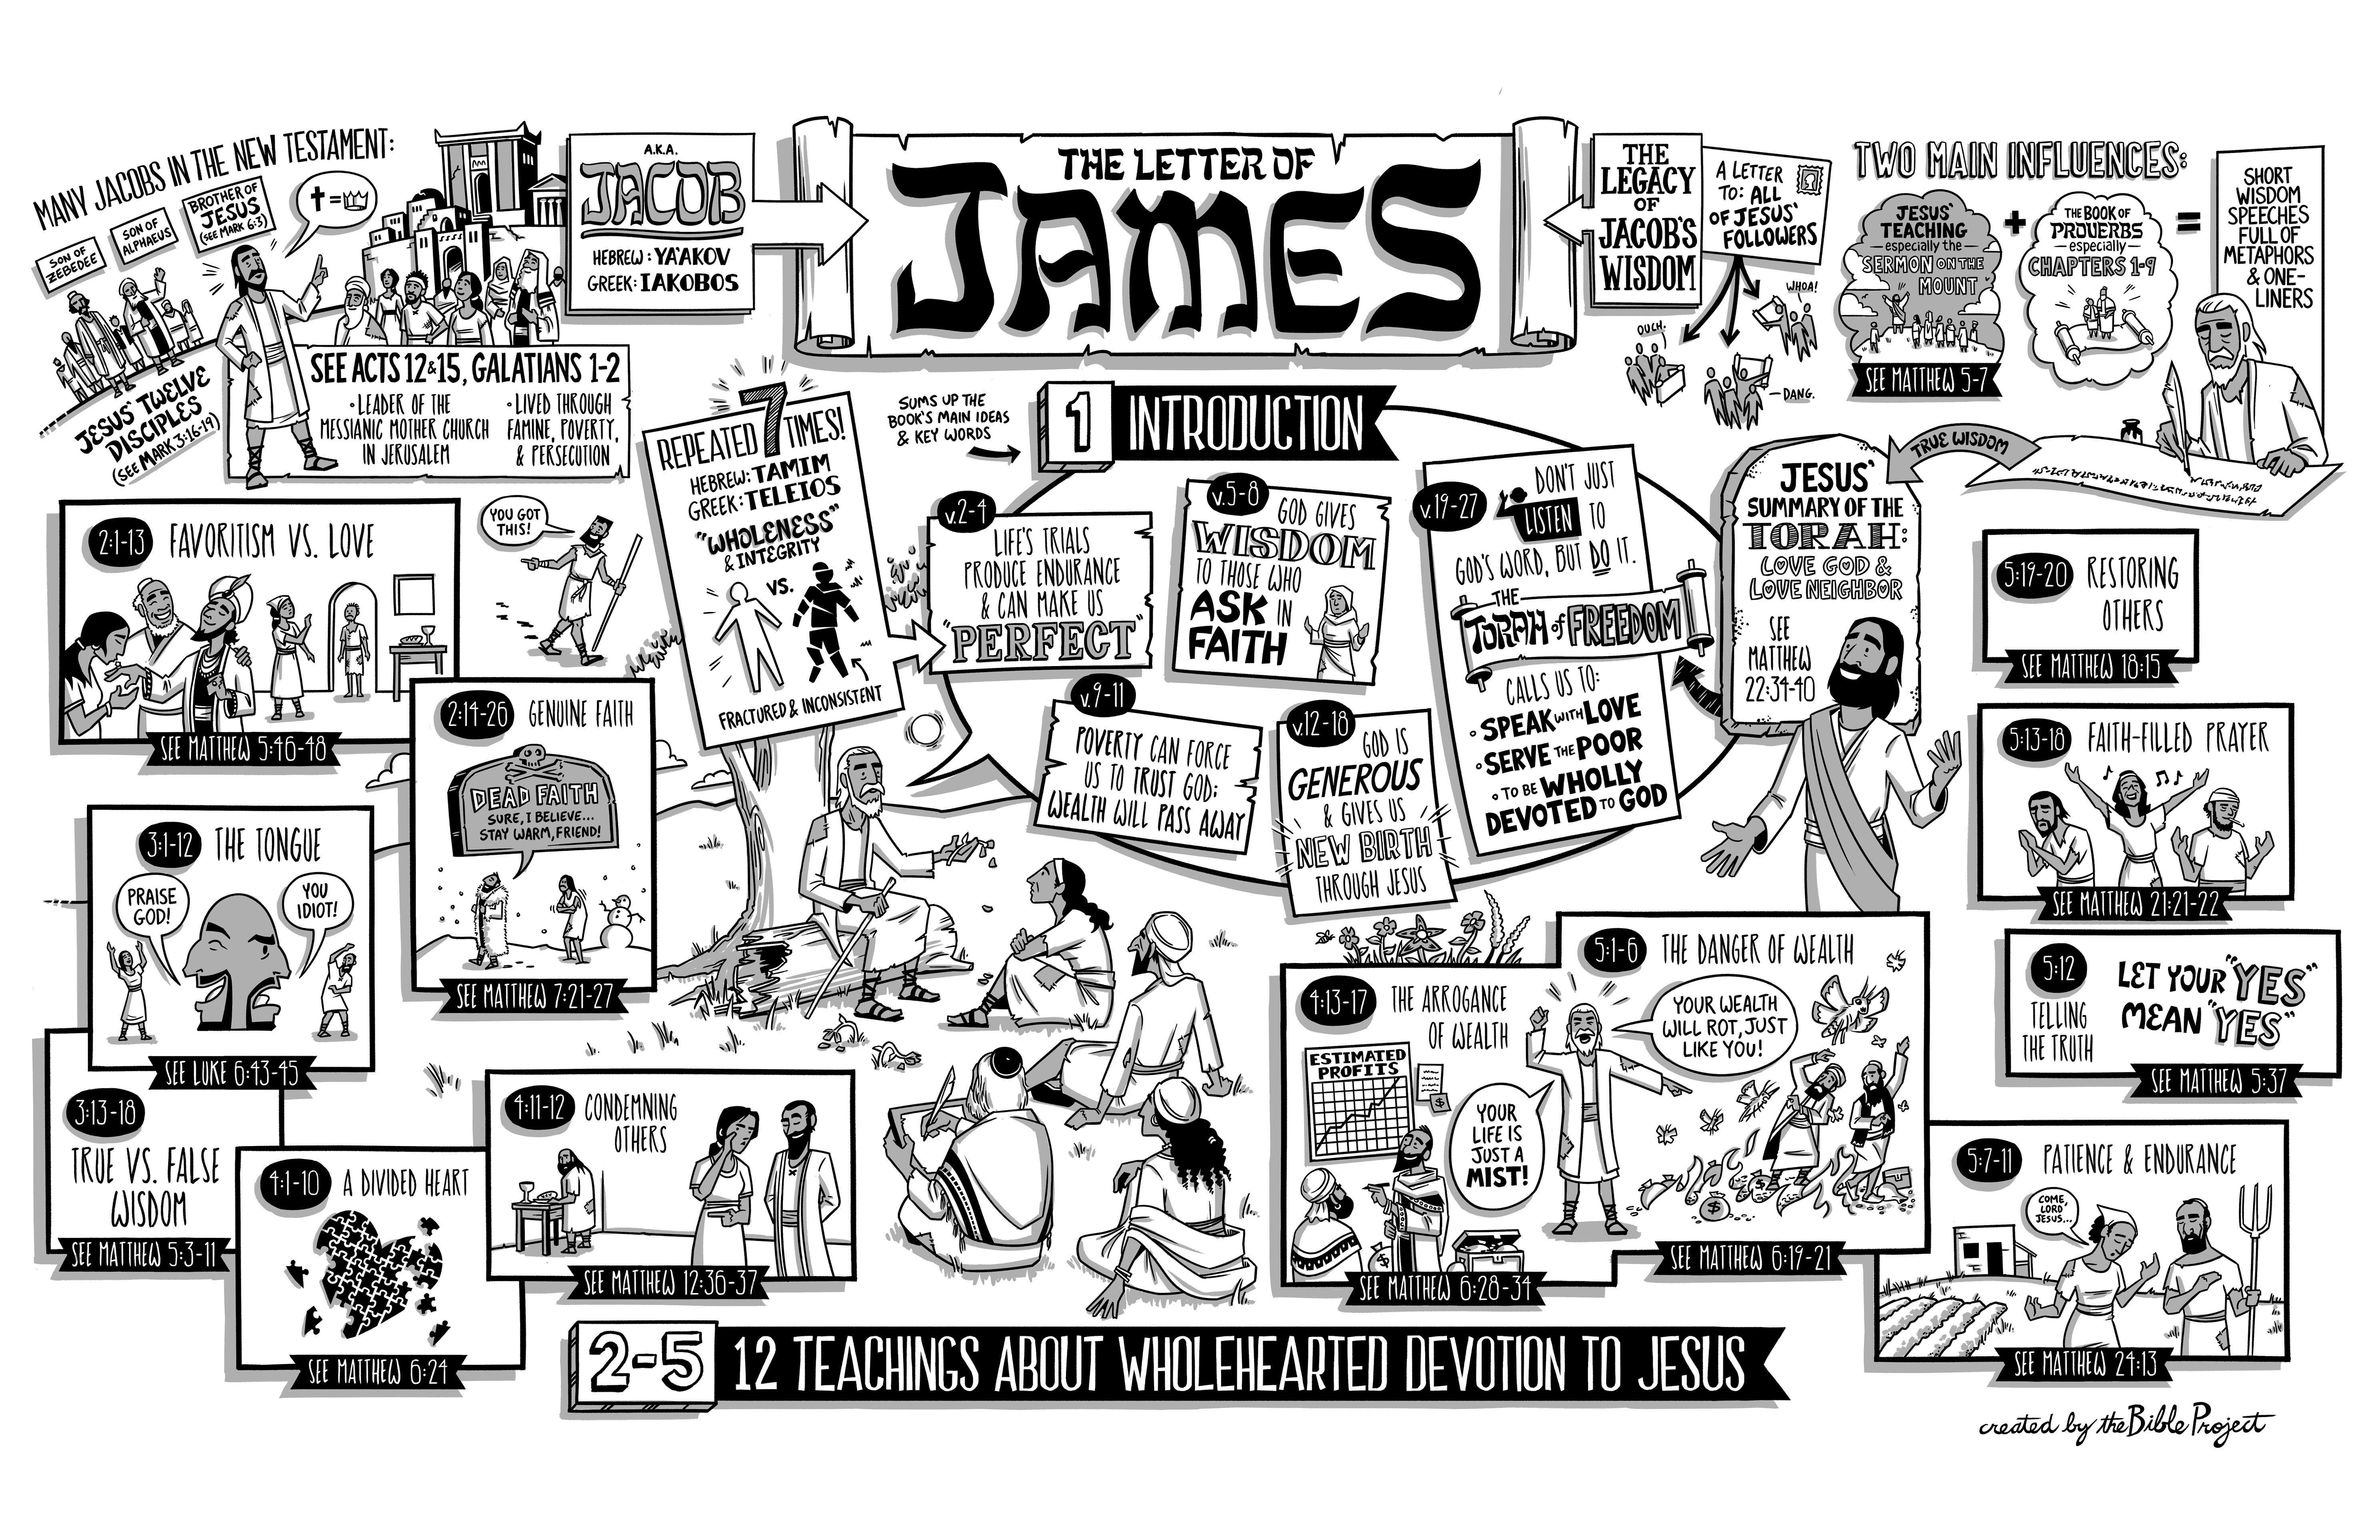 MANY JACOBS IN THE NEW TESTAMENT:
SON OF
ZEBEDEE
SON OF
ALPHAEUS
BROTHER OF
JESUS
(SEE MARK 6:3)
=
JESUS' TWELVE
DISCIPLES
(SEE MARK 3:16-19)
SEE ACTS 12 & 15, GALATIANS 1-2
• LEADER OF THE
MESSIANIC MOTHER CHURCH
IN JERUSALEM
• LIVED THROUGH
FAMINE, POVERTY,
& PERSECUTION
A.K.A.
JACOB
HEBREW: YA'AKOV
GREEK: IAKOBOS
THE LETTER OF
JAMES
THE
LEGACY
OF
JACOB'S
WISDOM
A LETTER
TO: ALL
OF JESUS'
FOLLOWERS
OUCH.
WHOA!
DANG.
TWO MAIN INFLUENCES:
JESUS'
TEACHING
especially the
SERMON ON THE
MOUNT
SEE MATTHEW 5-7
+
THE BOOK OF
PROVERBS
especially
CHAPTERS 1-9
=
SHORT
WISDOM
SPEECHES
FULL OF
METAPHORS
& ONE-
LINERS
TRUE WISDOM
REPEATED 7 TIMES!
HEBREW: TAMIM
GREEK: TELEIOS
"WHOLENESS"
& INTEGRITY
VS.
FRACTURED & INCONSISTENT
SUMS UP THE
BOOK'S MAIN IDEAS
& KEY WORDS
1 INTRODUCTION
v.2-4
LIFE'S TRIALS
PRODUCE ENDURANCE
& CAN MAKE US
"PERFECT"
v.5-8
GOD GIVES
WISDOM
TO THOSE WHO
ASK IN
FAITH
v.9-11
POVERTY CAN FORCE
US TO TRUST GOD;
WEALTH WILL PASS AWAY
v.12-18
GOD IS
GENEROUS
& GIVES US
NEW BIRTH
THROUGH JESUS
v.19-27
DON'T JUST
LISTEN TO
GOD'S WORD, BUT DO IT.
THE
TORAH of FREEDOM
CALLS US TO:
• SPEAK WITH LOVE
• SERVE THE POOR
• TO BE WHOLLY
DEVOTED TO GOD
JESUS'
SUMMARY OF THE
TORAH:
LOVE GOD &
LOVE NEIGHBOR
SEE
MATTHEW
22:34-40
2:1-13 FAVORITISM VS. LOVE
SEE MATTHEW 5:46-48
YOU GOT
THIS!
2:14-26 GENUINE FAITH
DEAD FAITH
SURE, I BELIEVE...
STAY WARM, FRIEND!
SEE MATTHEW 7:21-27
3:1-12 THE TONGUE
PRAISE
GOD!
YOU
IDIOT!
SEE LUKE 6:43-45
3:13-18
TRUE VS. FALSE
WISDOM
SEE MATTHEW 5:3-11
4:1-10 A DIVIDED HEART
SEE MATTHEW 6:24
4:11-12 CONDEMNING
OTHERS
SEE MATTHEW 12:36-37
4:13-17 THE ARROGANCE
OF WEALTH
ESTIMATED
PROFITS
$
YOUR
LIFE IS
JUST A
MIST!
$
SEE MATTHEW 6:28-34
5:1-6 THE DANGER OF WEALTH
YOUR WEALTH
WILL ROT, JUST
LIKE YOU!
$
SEE MATTHEW 6:19-21
5:7-11 PATIENCE & ENDURANCE
COME,
LORD
JESUS...
SEE MATTHEW 24:13
5:12
TELLING
THE TRUTH
LET YOUR "YES"
MEAN "YES"
SEE MATTHEW 5:37
5:13-18 FAITH-FILLED PRAYER
SEE MATTHEW 21:21-22
5:19-20 RESTORING
OTHERS
SEE MATTHEW 18:15
2-5 12 TEACHINGS ABOUT WHOLEHEARTED DEVOTION TO JESUS
created by the Bible Project